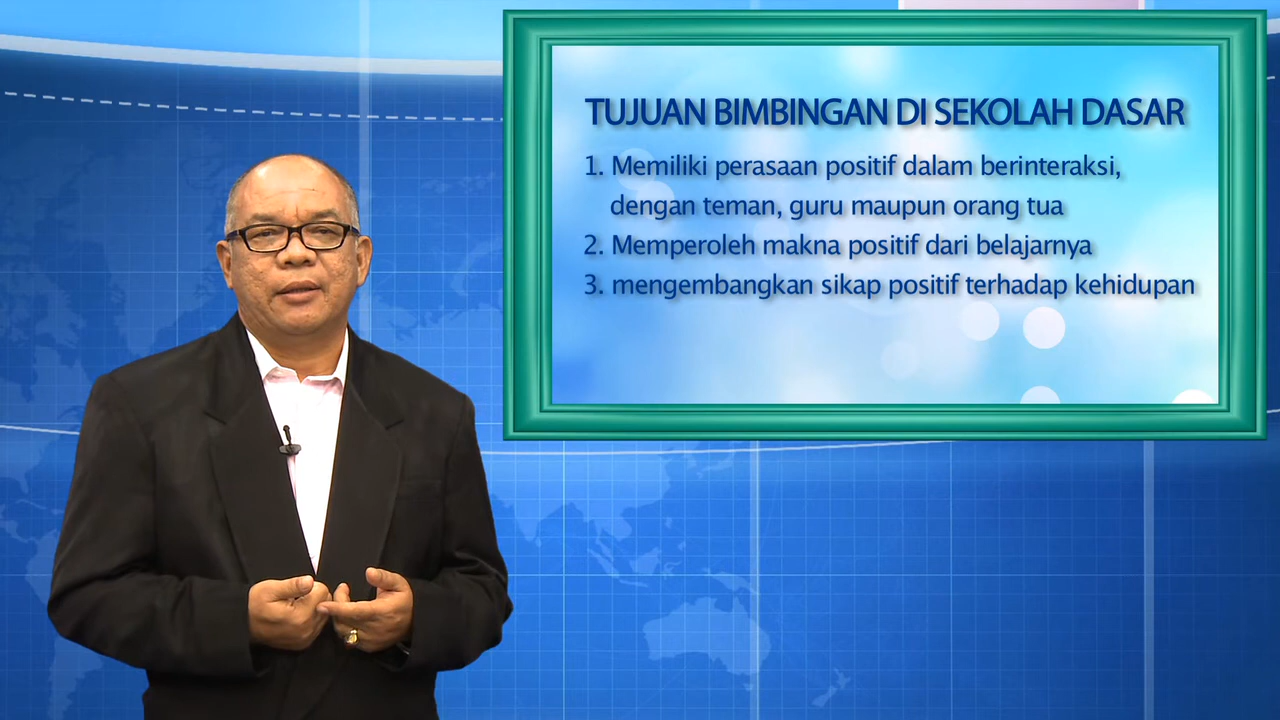 TUJUAN BIMBINGAN DI SEKOLAH DASAR
1. Memiliki perasaan positif dalam berinteraksi,
dengan teman, guru maupun orang tua
2. Memperoleh makna positif dari belajarnya
3. mengembangkan sikap positif terhadap kehidupan